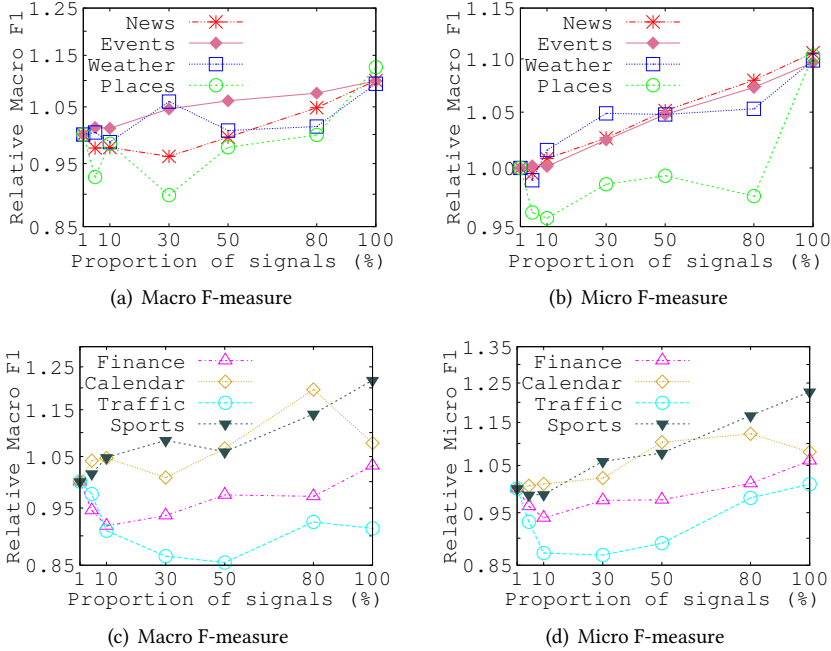 Relative Macro F1
1.25
1.15
1.05
0.95
0.85
News
Events
Weather
Places
1 10 30 50 80 100
Proportion of signals (%)
(a) Macro F-measure
Relative Macro F1
1.15
1.10
1.05
1.00
0.95
News
Events
Weather
Places
1 10 30 50 80 100
Proportion of signals (%)
(b) Micro F-measure
Relative Macro F1
1.25
1.15
1.05
0.95
0.85
Finance
Calendar
Traffic
Sports
1 10 30 50 80 100
Proportion of signals (%)
(c) Macro F-measure
Relative Micro F1
1.35
1.25
1.15
1.05
0.95
0.85
Finance
Calendar
Traffic
Sports
1 10 30 50 80 100
Proportion of signals (%)
(d) Micro F-measure